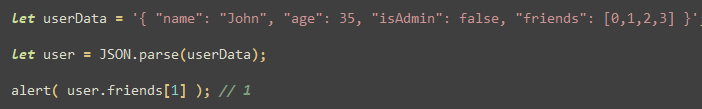 let userData = '{ "name": "John", "age": 35, "isAdmin": false, "friends": [0,1,2,3] }';
let user = JSON.parse(userData);
alert( user.friends[1] ); // 1